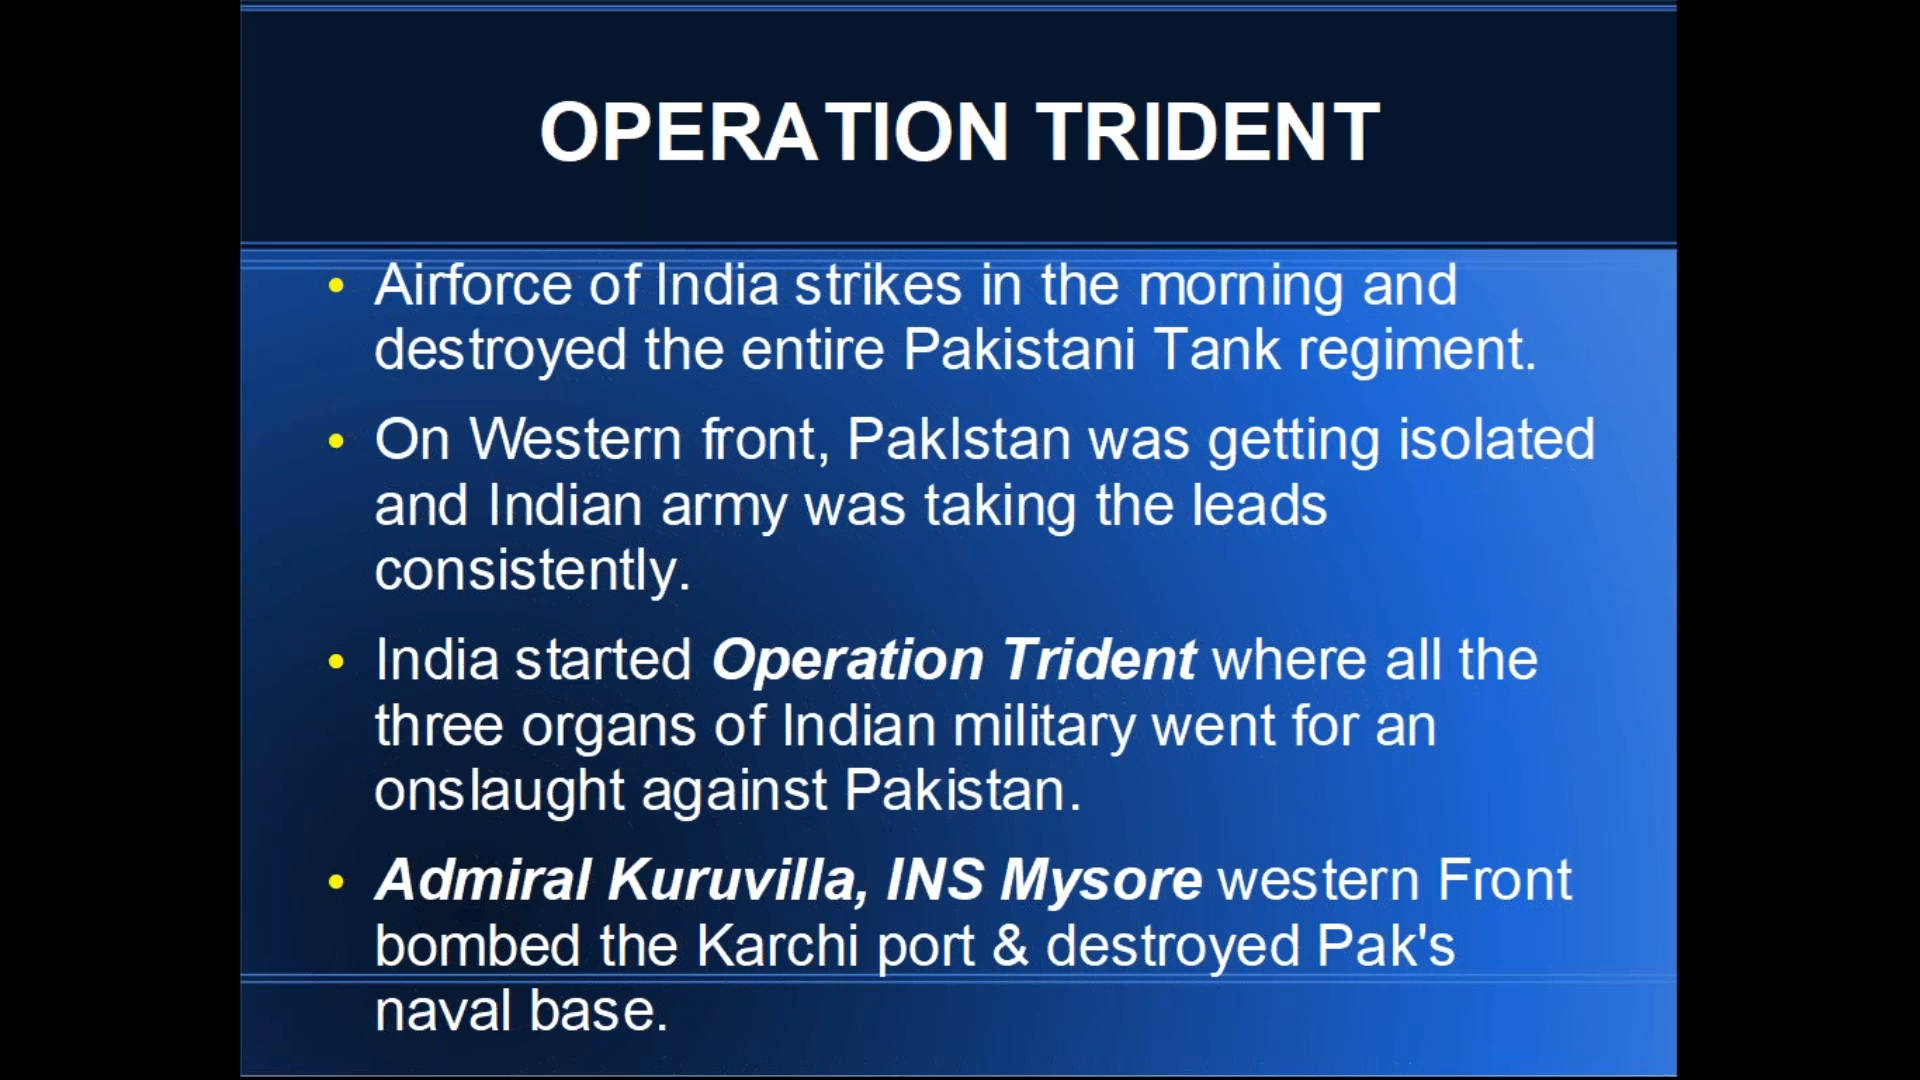 OPERATION TRIDENT
• Airforce of India strikes in the morning and
destroyed the entire Pakistani Tank regiment.
• On Western front, PakIstan was getting isolated
and Indian army was taking the leads
consistently.
• India started Operation Trident where all the
three organs of Indian military went for an
onslaught against Pakistan.
• Admiral Kuruvilla, INS Mysore western Front
bombed the Karchi port & destroyed Pak's
naval base.